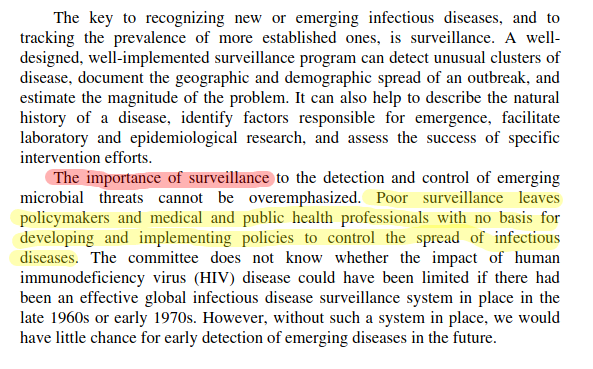 The key to recognizing new or emerging infectious diseases, and to
tracking the prevalence of more established ones, is surveillance. A well-
designed, well-implemented surveillance program can detect unusual clusters of
disease, document the geographic and demographic spread of an outbreak, and
estimate the magnitude of the problem. It can also help to describe the natural
history of a disease, identify factors responsible for emergence, facilitate
laboratory and epidemiological research, and assess the success of specific
intervention efforts.
The importance of surveillance to the detection and control of emerging
microbial threats cannot be overemphasized. Poor surveillance leaves
policymakers and medical and public health professionals with no basis for
developing and implementing policies to control the spread of infectious
diseases. The committee does not know whether the impact of human
immunodeficiency virus (HIV) disease could have been limited if there had
been an effective global infectious disease surveillance system in place in the
late 1960s or early 1970s. However, without such a system in place, we would
have little chance for early detection of emerging diseases in the future.